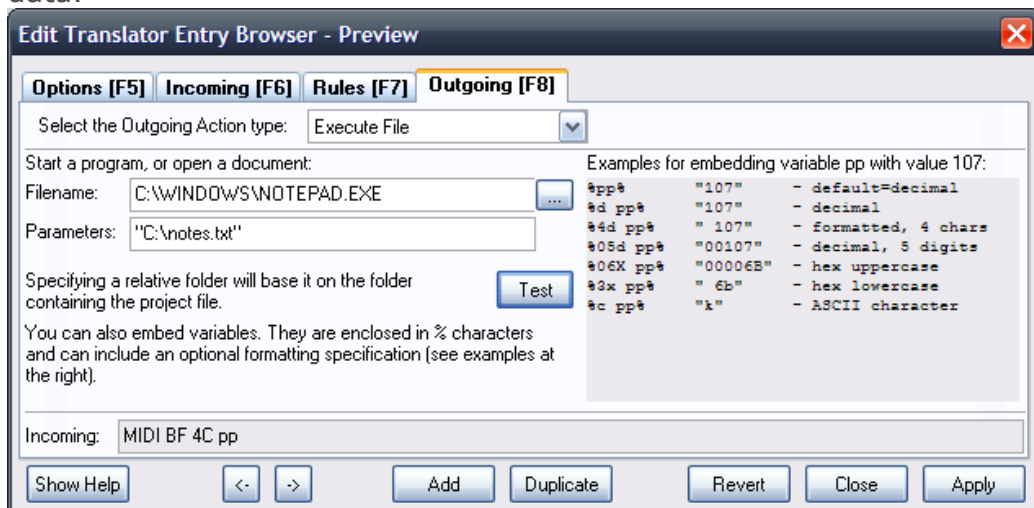 data.
Edit Translator Entry Browser - Preview
Options [F5] Incoming [F6] Rules [F7] Outgoing [F8]
Select the Outgoing Action type: Execute File
Start a program, or open a document:
Filename: C:\WINDOWS\NOTEPAD.EXE ...
Parameters: "C:\notes.txt"
Specifying a relative folder will base it on the folder
containing the project file.
Test
You can also embed variables. They are enclosed in % characters
and can include an optional formatting specification (see examples at
the right).
Examples for embedding variable pp with value 107:
%pp% "107" - default=decimal
%d pp% "107" - decimal
%4d pp% " 107" - formatted, 4 chars
%05d pp% "00107" - decimal, 5 digits
%06X pp% "00006B" - hex uppercase
%3x pp% " 6b" - hex lowercase
%c pp% "k" - ASCII character
Incoming: MIDI BF 4C pp
Show Help <- -> Add Duplicate Revert Close Apply